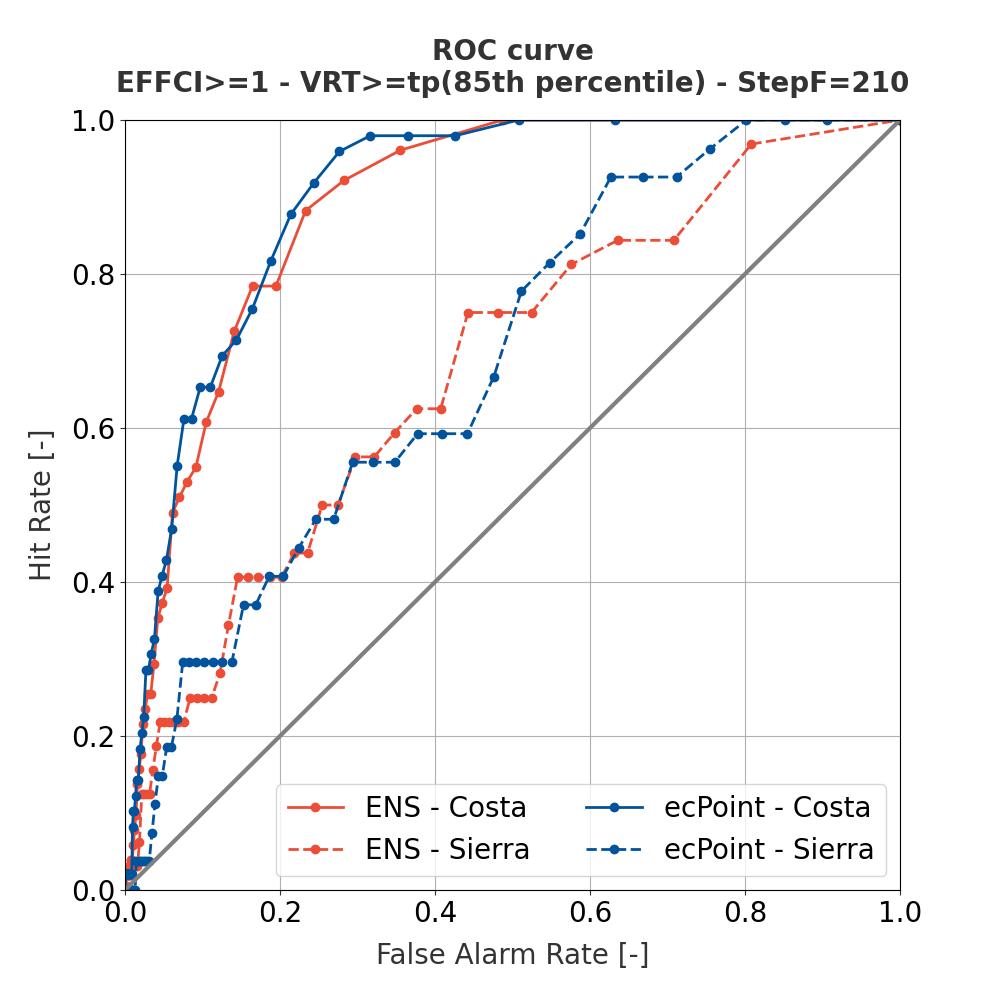 ROC curve
EFFCI>=1 - VRT>=tp(85th percentile) - StepF=210
1.0
0.8
0.6
0.4
0.2
0.0
Hit Rate [-]
ENS - Costa
ENS - Sierra
ecPoint - Costa
ecPoint - Sierra
0.0 0.2 0.4 0.6 0.8 1.0
False Alarm Rate [-]